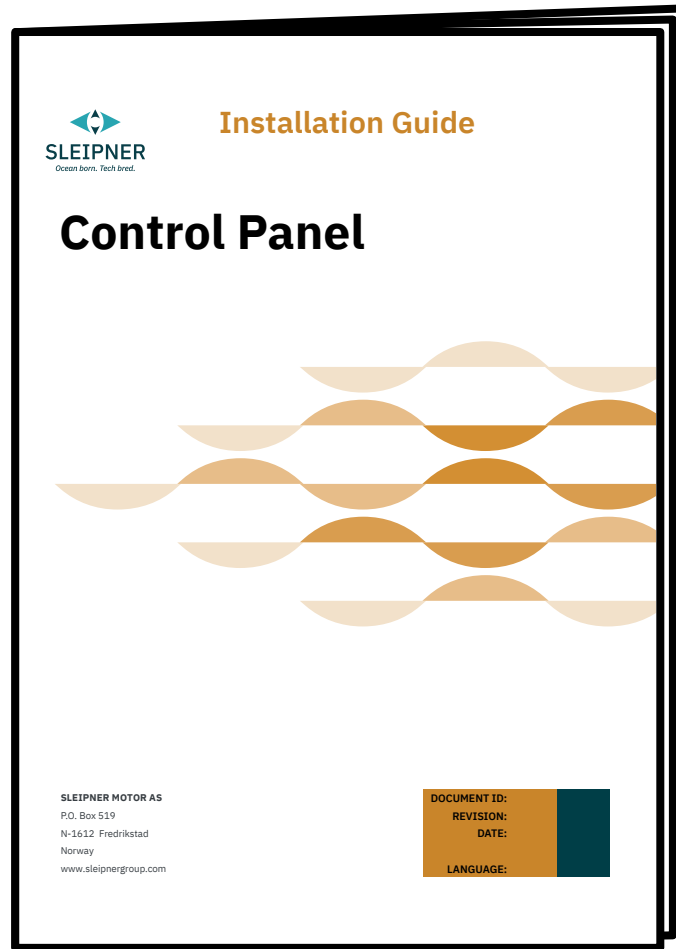 Installation Guide
SLEIPNER
Ocean born. Tech bred.
Control Panel
SLEIPNER MOTOR AS
P.O. Box 519
N-1612 Fredrikstad
Norway
www.sleipnergroup.com
DOCUMENT ID:
REVISION:
DATE:
LANGUAGE: